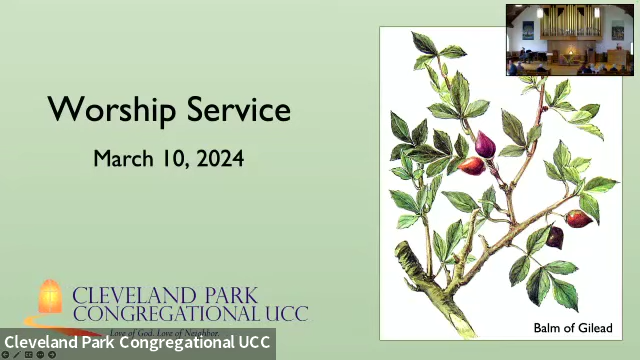 Worship Service
March 10, 2024
CLEVELAND PARK
CONGREGATIONAL UCC
Love of God. Love of Neighbor.
Cleveland Park Congregational UCC
Balm of Gilead